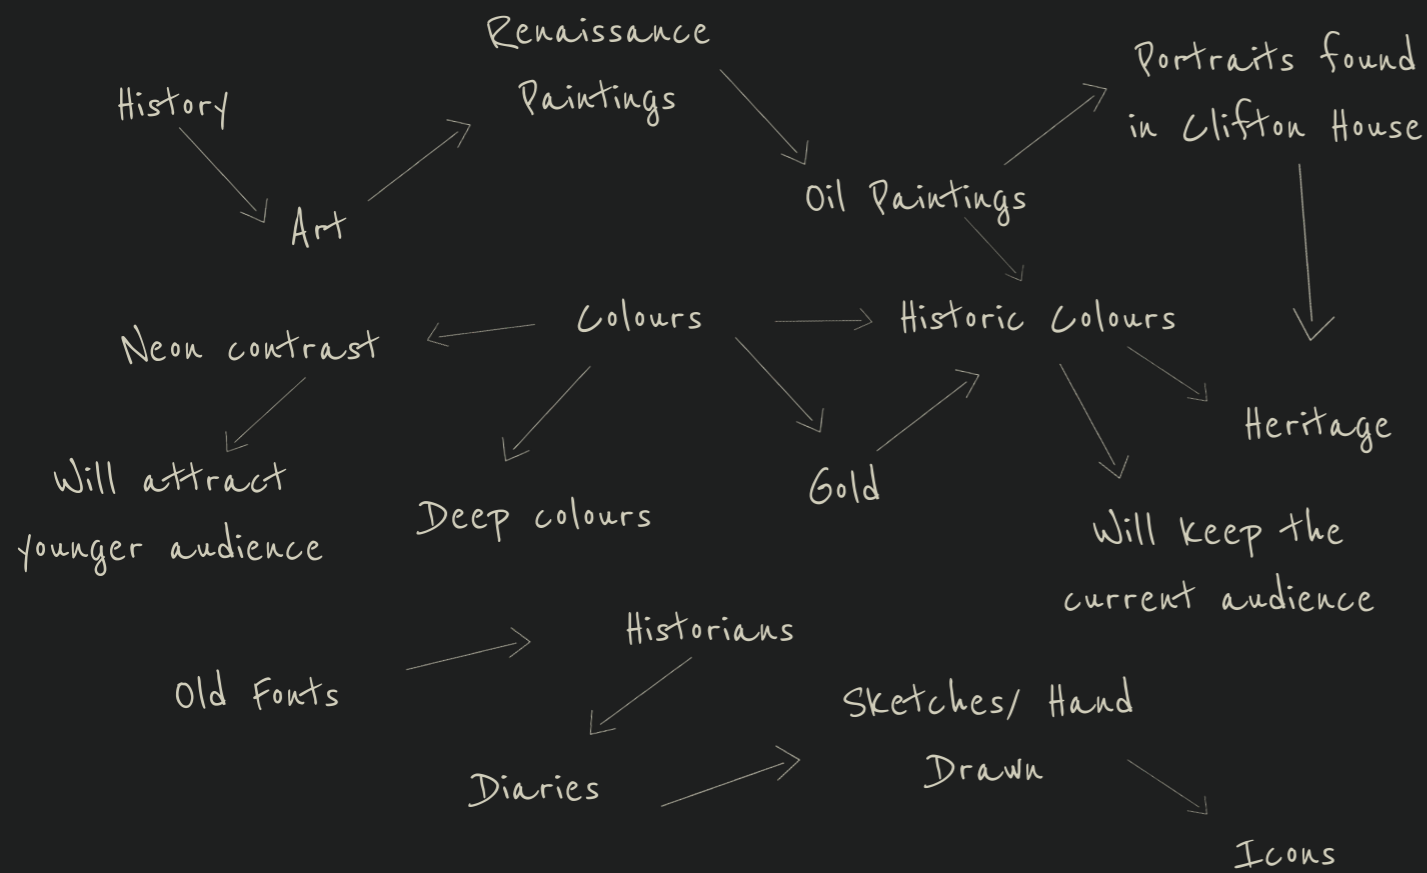 Renaissance
Paintings
Portraits found
in Clifton House
History
Art
Oil Paintings
Colours
Historic Colours
Neon contrast
Will attract
younger audience
Deep colours
Gold
Heritage
Will keep the
current audience
Historians
Old Fonts
Sketches/ Hand
Drawn
Diaries
Icons